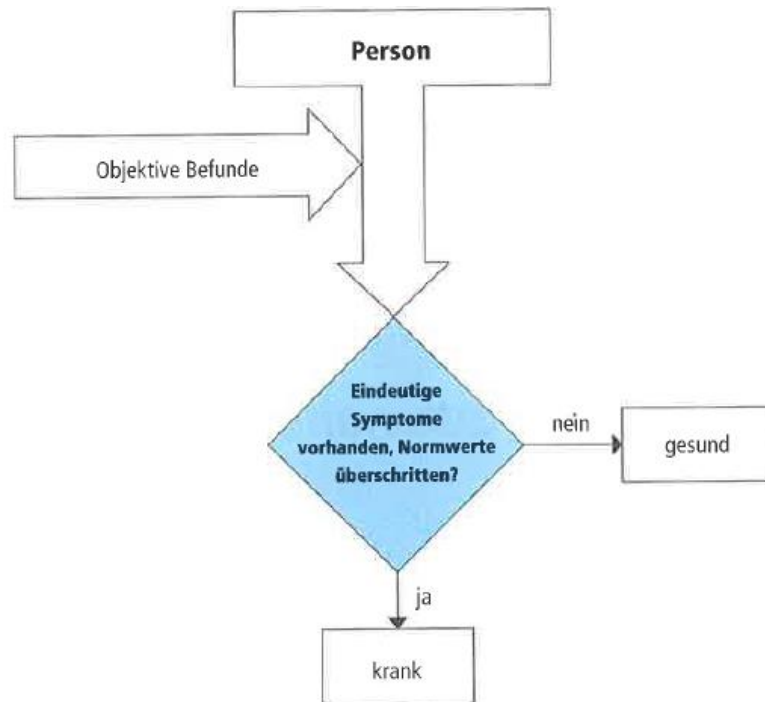 Person
Objektive Befunde
Eindeutige
Symptome
vorhanden, Normwerte
überschritten?
nein
gesund
ja
krank